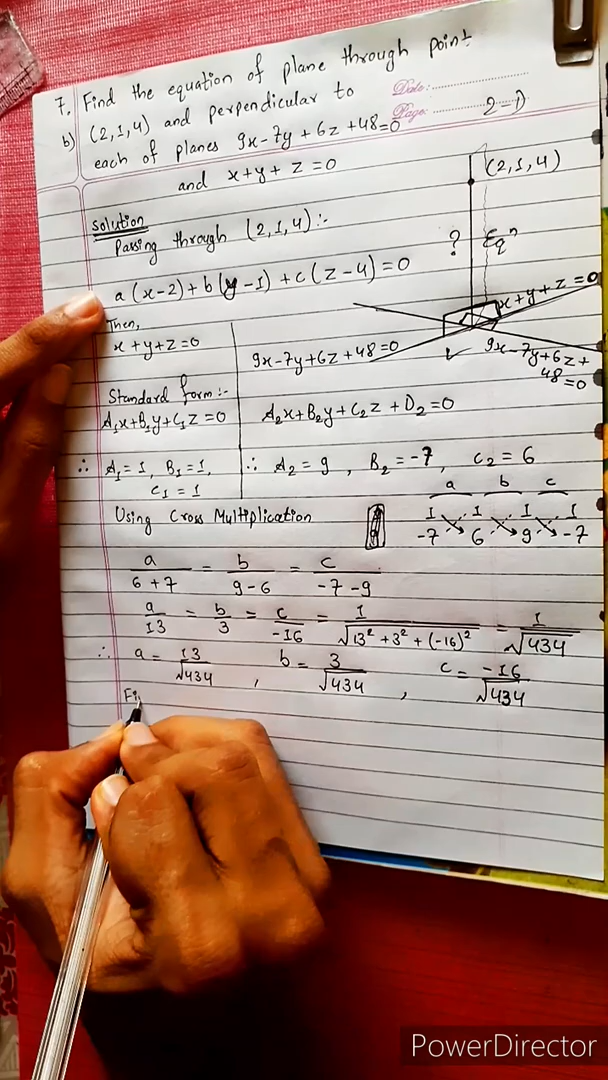 7. Find the equation of plane through point
b) (2,1,4) and perpendicular to
Date:
each of planes 9x-7y+6z+48=0
Page: 2-D
and x+y+z=0
(2,1,4)
Solution
Passing through (2,1,4):-
? Eqⁿ
a(x-2)+b(y-1)+c(z-4)=0
x+y+z=0
Then,
x+y+z=0
9x-7y+6z+48=0
9x-7y+6z+
48=0
Standard form:-
A₁x+B₁y+C₁z=0
A₂x+B₂y+C₂z+D₂=0
∴ A₁=1, B₁=1,
C₁=1
∴ A₂=9, B₂=-7, C₂=6
a b c
Using Cross Multiplication
1 1 1 1
-7 6 9 -7
a/(6+7) = b/(9-6) = c/(-7-9)
a/13 = b/3 = c/-16 = 1/√(13²+3²+(-16)²) = 1/√434
∴ a = 13/√434, b = 3/√434, c = -16/√434
Fi
PowerDirector